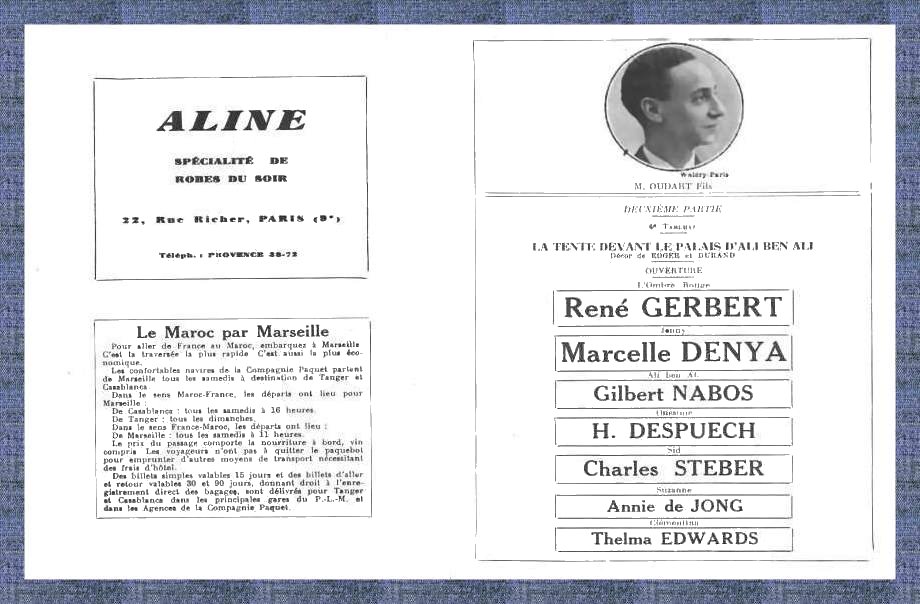 ALINE
SPÉCIALITÉ DE
ROBES DU SOIR
22, Rue Richer, PARIS (9ᵉ)
Téléph. : PROVENCE 88-72
Le Maroc par Marseille
Pour aller de France au Maroc, embarquez à Marseille
C'est la traversée la plus rapide C'est aussi la plus éco-
nomique.
Les confortables navires de la Compagnie Paquet partent
de Marseille tous les samedis à destination de Tanger et
Casablanca
Dans le sens Maroc-France, les départs ont lieu pour
Marseille :
De Casablanca : tous les samedis à 16 heures.
De Tanger : tous les dimanches.
Dans le sens France-Maroc, les départs ont lieu :
De Marseille : tous les samedis à 11 heures.
Le prix du passage comporte la nourriture à bord, vin
compris Les voyageurs n'ont pas à quitter le paquebot
pour emprunter d'autres moyens de transport nécessitant
des frais d'hôtel.
Des billets simples valables 15 jours et des billets d'aller
et retour valables 30 et 90 jours, donnant droit à l'enre-
gistrement direct des bagages, sont délivrés pour Tanger
et Casablanca dans les principales gares du P.-L.-M. et
dans les Agences de la Compagnie Paquet.
Waléry-Paris
M. OUDART Fils
DEUXIÈME PARTIE
6ᵉ TABLEAU
LA TENTE DEVANT LE PALAIS D'ALI BEN ALI
Décor de ROGER et DURAND
OUVERTURE
L'Ombre Rouge
René GERBERT
Jenny
Marcelle DENYA
Ali ben Ali
Gilbert NABOS
H. DESPUECH
Sid
Charles STEBER
Suzanne
Annie de JONG
Clémentine
Thelma EDWARDS